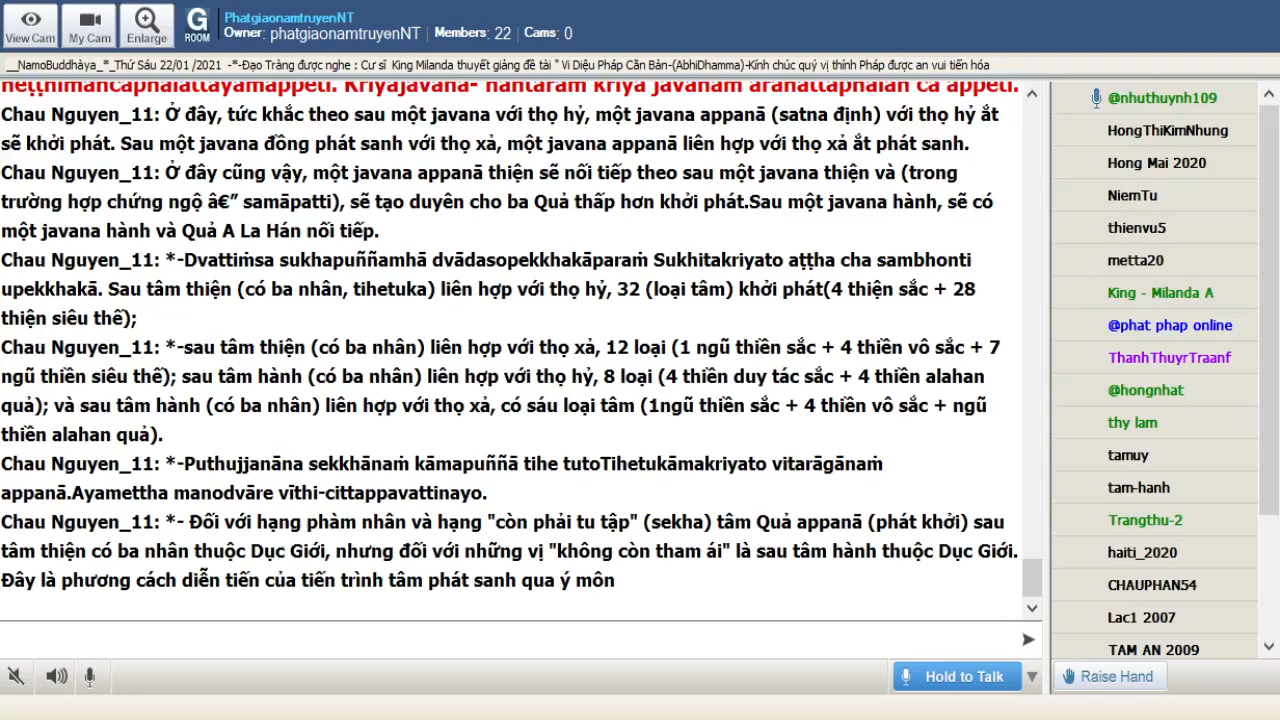 PhatgiaonamtruyenNT
View Cam
My Cam
Enlarge
G ROOM
Owner: phatgiaonamtruyenNT | Members: 22 | Cams: 0
__NamoBuddhàya_*_Thứ Sáu 22/01 /2021 -*-Đạo Tràng được nghe : Cư sĩ King Milanda thuyết giảng đề tài " Vi Diệu Pháp Căn Bản-(AbhiDhamma)-Kính chúc quý vị thính Pháp được an vui tiến hóa
Chau Nguyen_11: Ở đây, tức khắc theo sau một javana với thọ hỷ, một javana appanā (satna định) với thọ hỷ ắt
sẽ khởi phát. Sau một javana đồng phát sanh với thọ xả, một javana appanā liên hợp với thọ xả ắt phát sanh.
Chau Nguyen_11: Ở đây cũng vậy, một javana appanā thiện sẽ nối tiếp theo sau một javana thiện và (trong
trường hợp chứng ngộ â€” samāpatti), sẽ tạo duyên cho ba Quả thấp hơn khởi phát.Sau một javana hành, sẽ có
một javana hành và Quả A La Hán nối tiếp.
Chau Nguyen_11: *-Dvattiṁsa sukhapuññamhā dvādasopekkhakāparaṁ Sukhitakriyato aṭṭha cha sambhonti
upekkhakā. Sau tâm thiện (có ba nhân, tihetuka) liên hợp với thọ hỷ, 32 (loại tâm) khởi phát(4 thiện sắc + 28
thiện siêu thế);
Chau Nguyen_11: *-sau tâm thiện (có ba nhân) liên hợp với thọ xả, 12 loại (1 ngũ thiền sắc + 4 thiền vô sắc + 7
ngũ thiền siêu thế); sau tâm hành (có ba nhân) liên hợp với thọ hỷ, 8 loại (4 thiền duy tác sắc + 4 thiền alahan
quả); và sau tâm hành (có ba nhân) liên hợp với thọ xả, có sáu loại tâm (1ngũ thiền sắc + 4 thiền vô sắc + ngũ
thiền alahan quả).
Chau Nguyen_11: *-Puthujjanāna sekkhānaṁ kāmapuññā tihe tutoTihetukāmakriyato vitarāgānaṁ
appanā.Ayamettha manodvāre vīthi-cittappavattinayo.
Chau Nguyen_11: *- Đối với hạng phàm nhân và hạng "còn phải tu tập" (sekha) tâm Quả appanā (phát khởi) sau
tâm thiện có ba nhân thuộc Dục Giới, nhưng đối với những vị "không còn tham ái" là sau tâm hành thuộc Dục Giới.
Đây là phương cách diễn tiến của tiến trình tâm phát sanh qua ý môn
@nhuthuynh109
HongThiKimNhung
Hong Mai 2020
NiemTu
thienvu5
metta20
King - Milanda A
@phat phap online
ThanhThuyrTraanf
@hongnhat
thy lam
tamuy
tam-hanh
Trangthu-2
haiti_2020
CHAUPHAN54
Lac1 2007
TAM AN 2009
Hold to Talk
Raise Hand